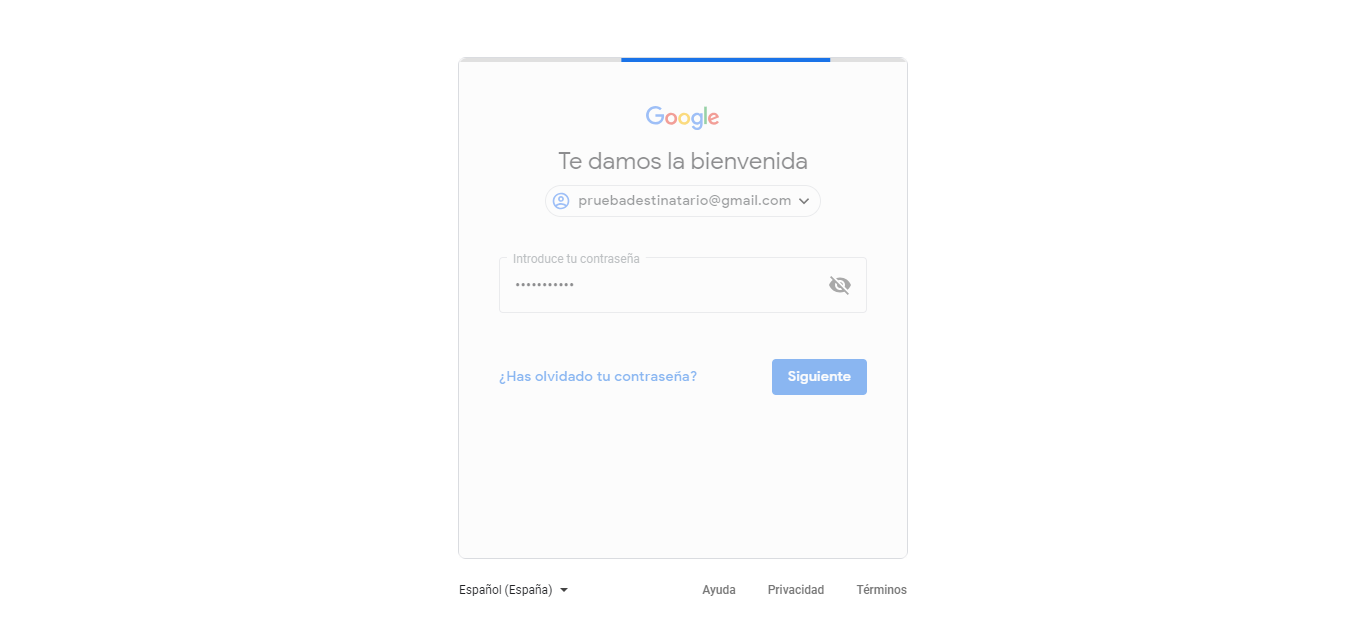 Google
Te damos la bienvenida
pruebadestinatario@gmail.com
Introduce tu contraseña
•••••••••••
¿Has olvidado tu contraseña?
Siguiente
Español (España)
Ayuda Privacidad Términos